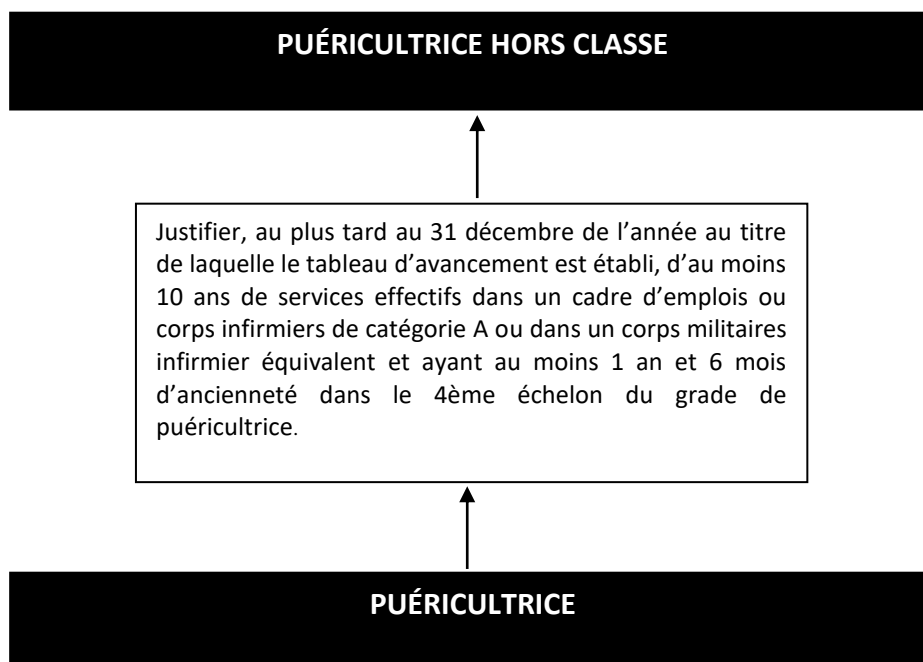 PUÉRICULTRICE HORS CLASSE
Justifier, au plus tard au 31 décembre de l’année au titre
de laquelle le tableau d’avancement est établi, d’au moins
10 ans de services effectifs dans un cadre d’emplois ou
corps infirmiers de catégorie A ou dans un corps militaires
infirmier équivalent et ayant au moins 1 an et 6 mois
d’ancienneté dans le 4ème échelon du grade de
puéricultrice.
PUÉRICULTRICE